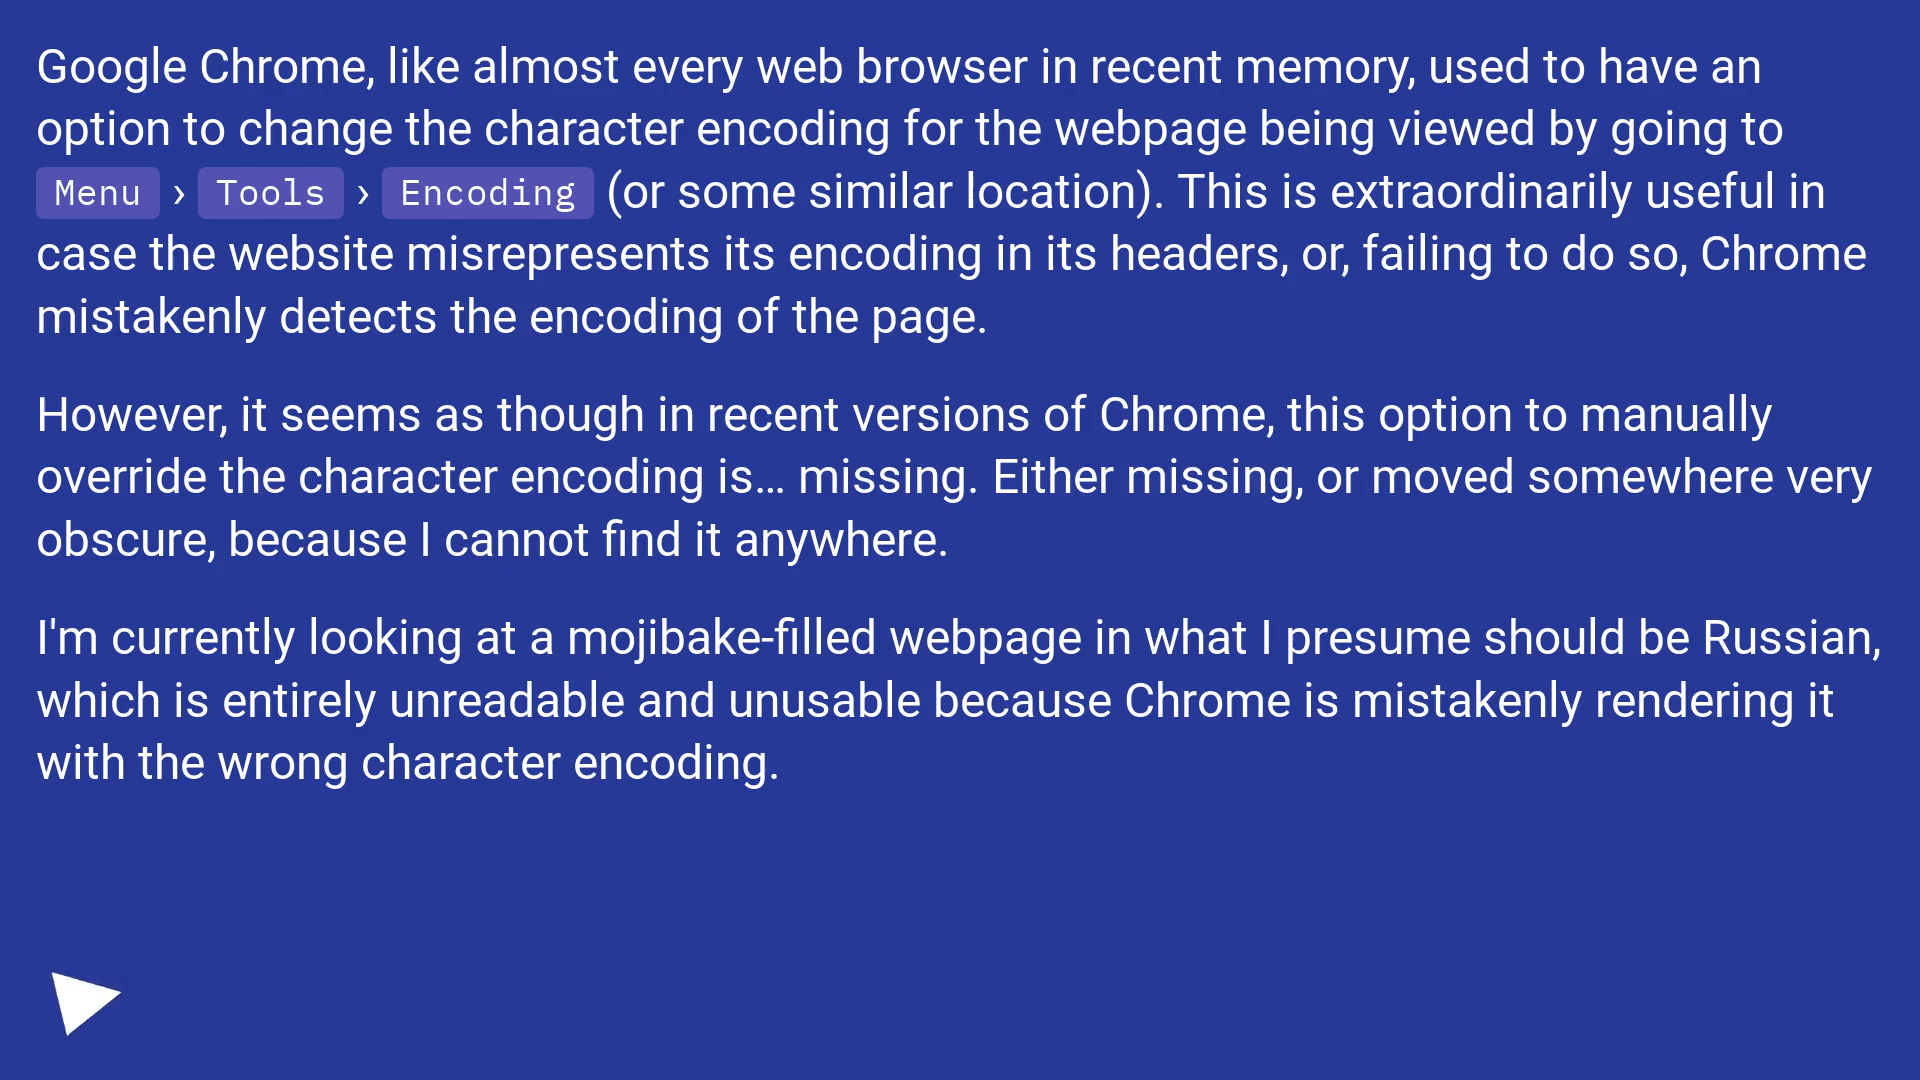 Google Chrome, like almost every web browser in recent memory, used to have an
option to change the character encoding for the webpage being viewed by going to
Menu › Tools › Encoding (or some similar location). This is extraordinarily useful in
case the website misrepresents its encoding in its headers, or, failing to do so, Chrome
mistakenly detects the encoding of the page.
However, it seems as though in recent versions of Chrome, this option to manually
override the character encoding is… missing. Either missing, or moved somewhere very
obscure, because I cannot find it anywhere.
I'm currently looking at a mojibake-filled webpage in what I presume should be Russian,
which is entirely unreadable and unusable because Chrome is mistakenly rendering it
with the wrong character encoding.